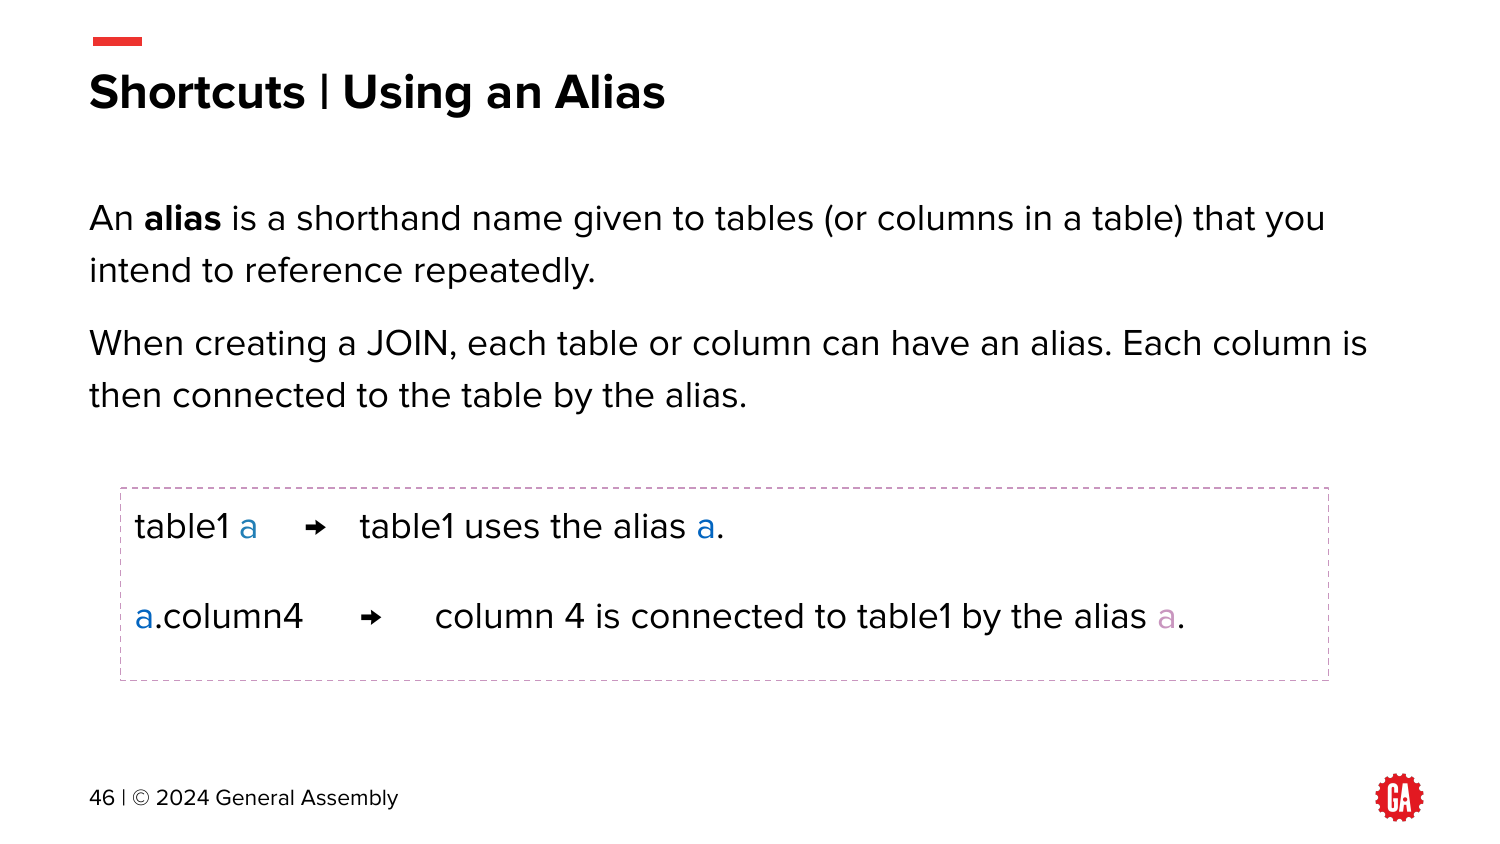 Shortcuts | Using an Alias
An alias is a shorthand name given to tables (or columns in a table) that you
intend to reference repeatedly.
When creating a JOIN, each table or column can have an alias. Each column is
then connected to the table by the alias.
table1 a ➜ table1 uses the alias a.
a.column4 ➜ column 4 is connected to table1 by the alias a.
46 | © 2024 General Assembly
GA